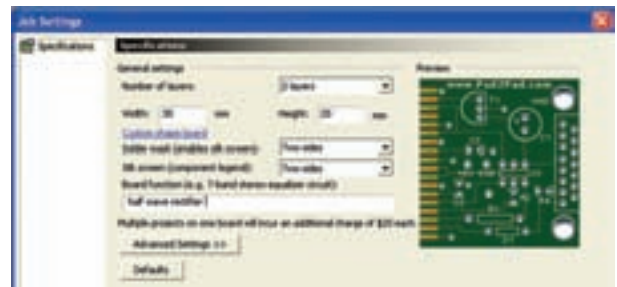 Job Settings
Specifications
Specifications
General settings
Preview
Number of layers: 2 layers
Width: 30 mm Height: 20 mm
Custom shape board
Solder mask (enables silk screen): Two sides
Silk screen (component legend): Two sides
Board function (e.g. 7 band stereo equalizer circuit):
half wave rectifier
Multiple projects on one board will incur an additional charge of $20 each.
Advanced Settings >>
Defaults
www.Pad2Pad.com